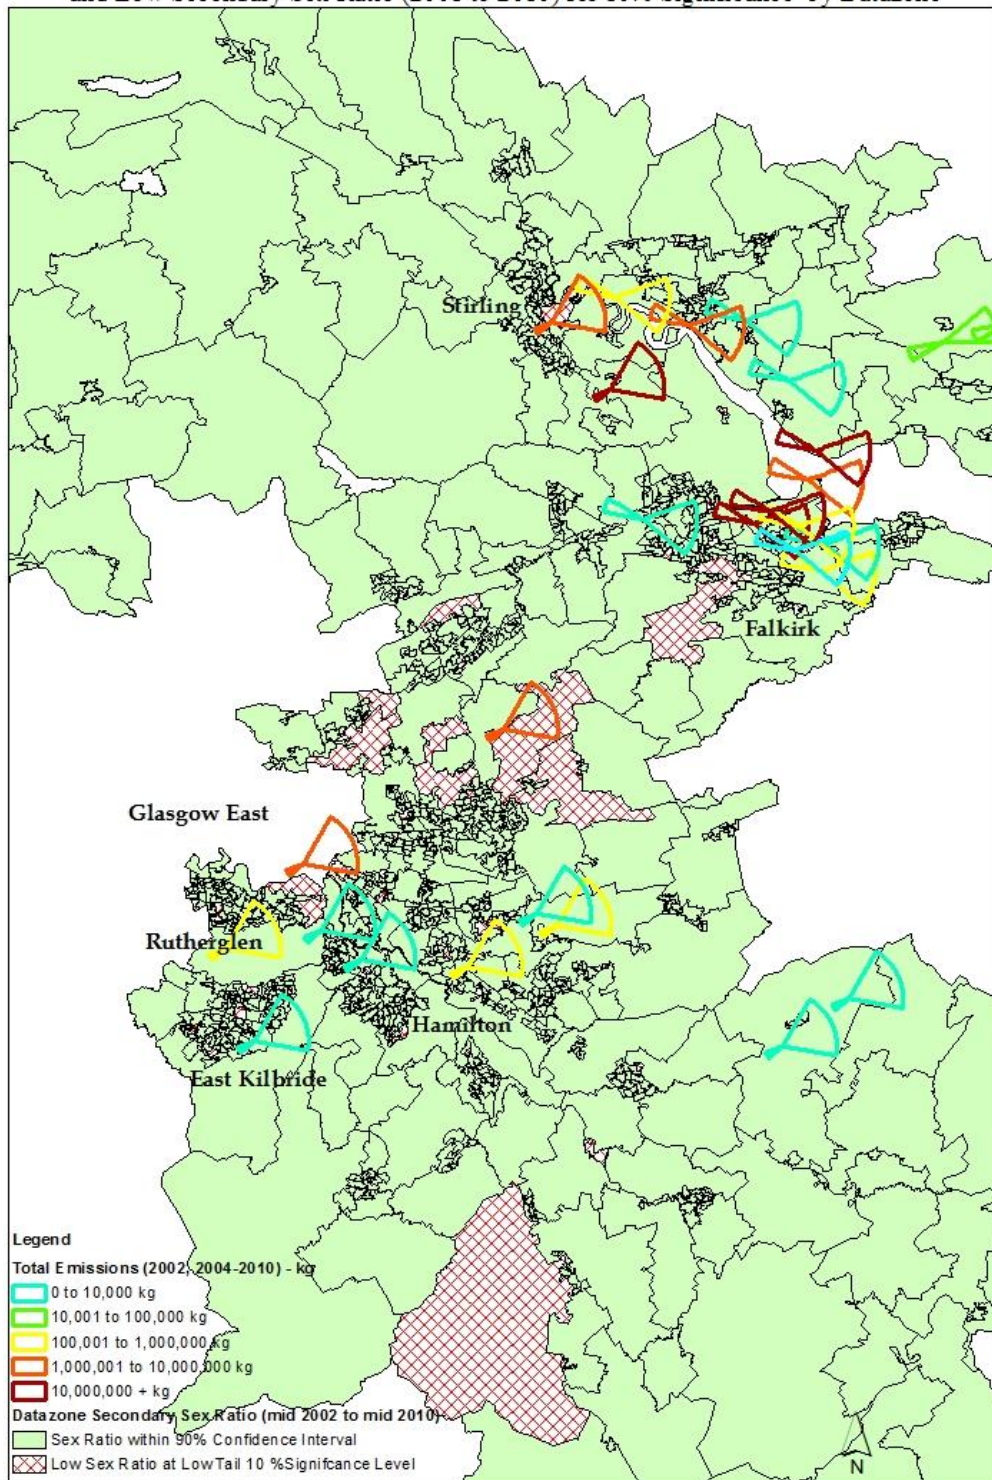 Stirling
Falkirk
Glasgow East
Rutherglen
Hamilton
East Kilbride
Legend
Total Emissions (2002, 2004-2010) - kg
0 to 10,000 kg
10,001 to 100,000 kg
100,001 to 1,000,000 kg
1,000,001 to 10,000,000 kg
10,000,000 + kg
Datazone Secondary Sex Ratio (mid 2002 to mid 2010)
Sex Ratio within 90% Confidence Interval
Low Sex Ratio at Low Tail 10 %Signifcance Level
N